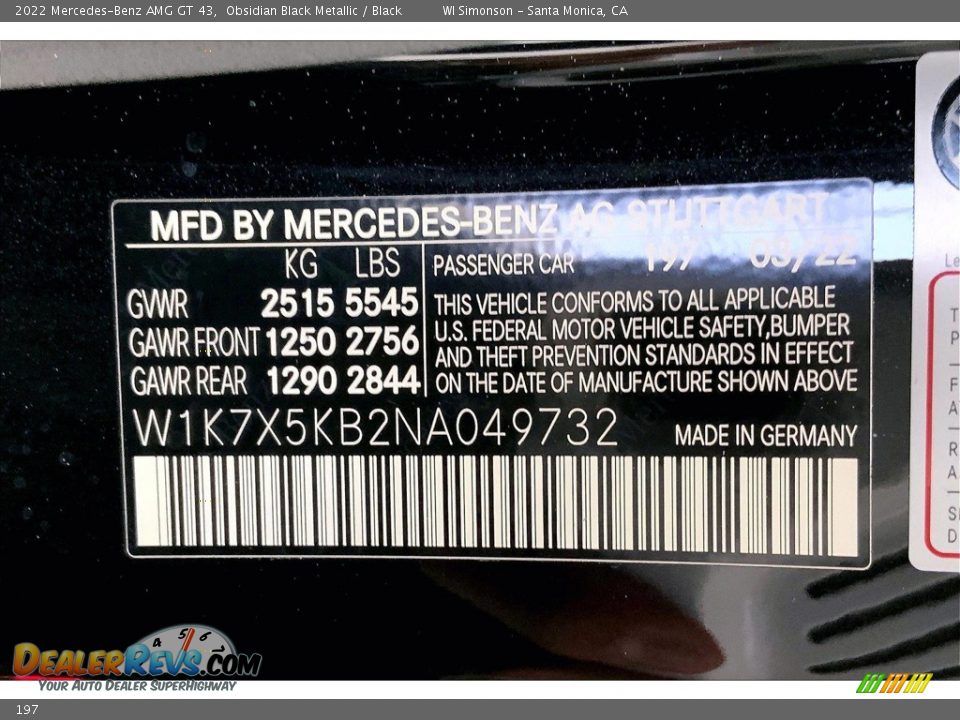 2022 Mercedes-Benz AMG GT 43, Obsidian Black Metallic / Black WI Simonson - Santa Monica, CA
MFD BY MERCEDES-BENZ AG STUTTGART
KG LBS
PASSENGER CAR 197 03/22
GVWR 2515 5545
GAWR FRONT 1250 2756
GAWR REAR 1290 2844
THIS VEHICLE CONFORMS TO ALL APPLICABLE
U.S. FEDERAL MOTOR VEHICLE SAFETY,BUMPER
AND THEFT PREVENTION STANDARDS IN EFFECT
ON THE DATE OF MANUFACTURE SHOWN ABOVE
W1K7X5KB2NA049732
MADE IN GERMANY
4 5 6
DEALERREVS.COM
YOUR AUTO DEALER SUPERHIGHWAY
197